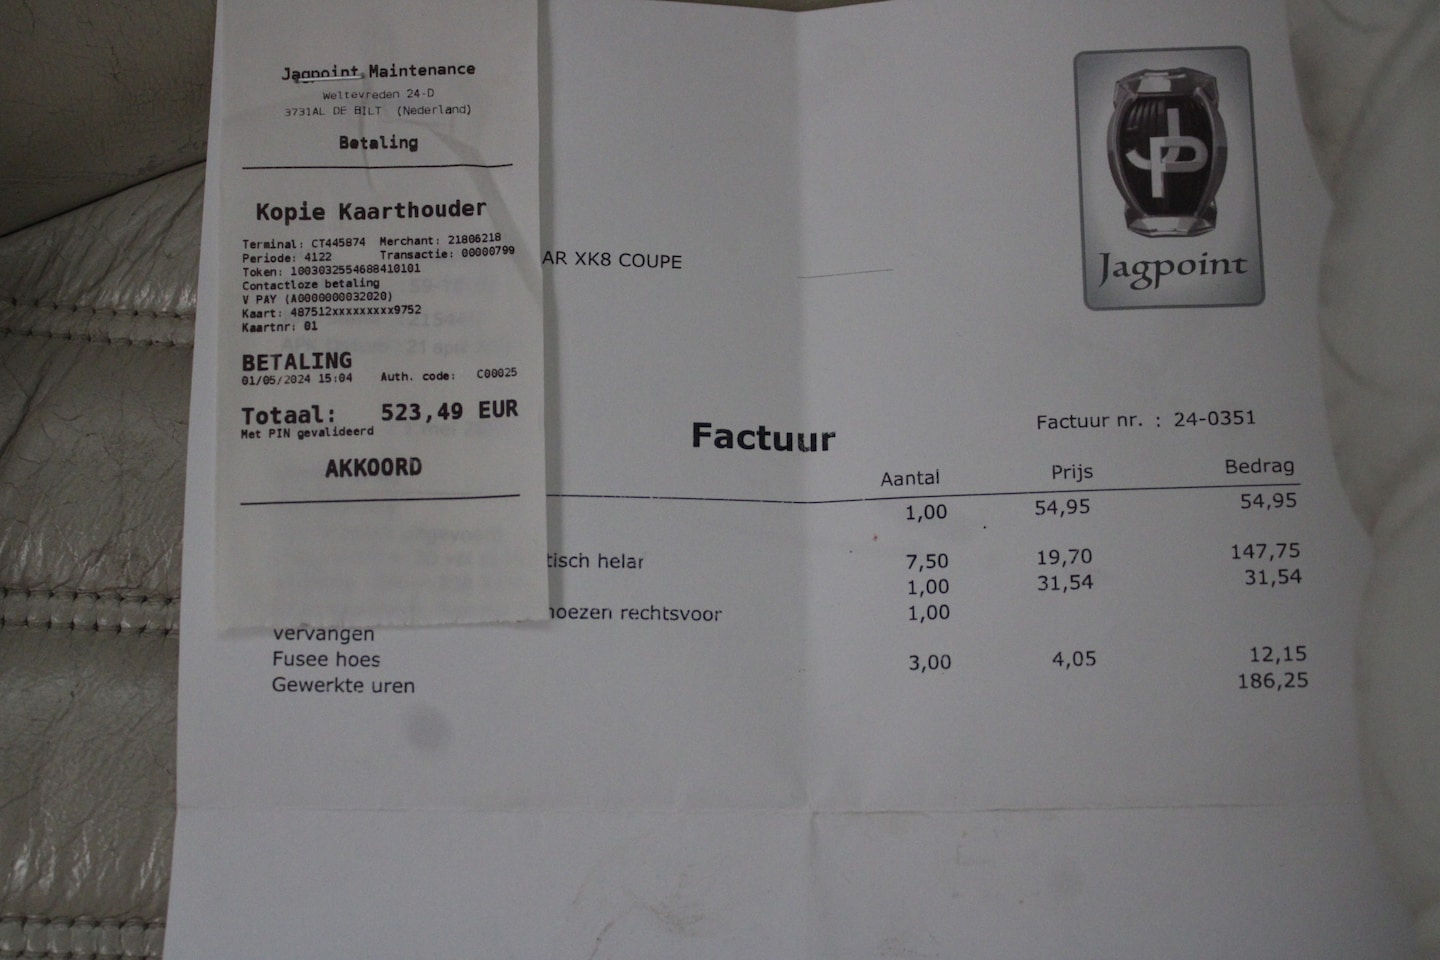 Jagpoint Maintenance
Weltevreden 24-D
3731AL DE BILT (Nederland)
Betaling
Kopie Kaarthouder
Terminal: CT445874 Merchant: 21806218
Periode: 4122 Transactie: 00000799
Token: 1003032554688410101
Contactloze betaling
V PAY (A0000000032020)
Kaart: 487512xxxxxxxxx9752
Kaartnr: 01
BETALING
01/05/2024 15:04 Auth. code: C00025
Totaal: 523,49 EUR
Met PIN gevalideerd
AKKOORD
JP
Jagpoint
AR XK8 COUPE
Factuur
Factuur nr. : 24-0351
Aantal Prijs Bedrag
1,00 54,95 54,95
tisch helar 7,50 19,70 147,75
1,00 31,54 31,54
hoezen rechtsvoor 1,00
vervangen
Fusee hoes 3,00 4,05 12,15
Gewerkte uren 186,25